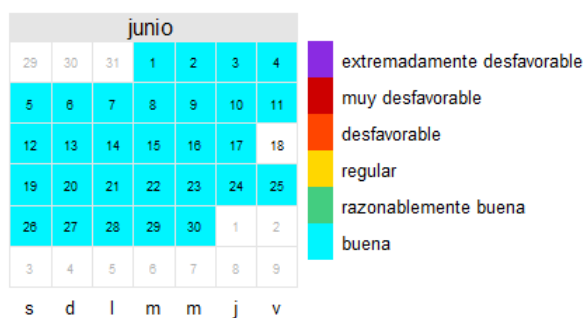 junio
29 30 31 1 2 3 4
5 6 7 8 9 10 11
12 13 14 15 16 17 18
19 20 21 22 23 24 25
26 27 28 29 30 1 2
3 4 5 6 7 8 9
s d l m m j v
extremadamente desfavorable
muy desfavorable
desfavorable
regular
razonablemente buena
buena